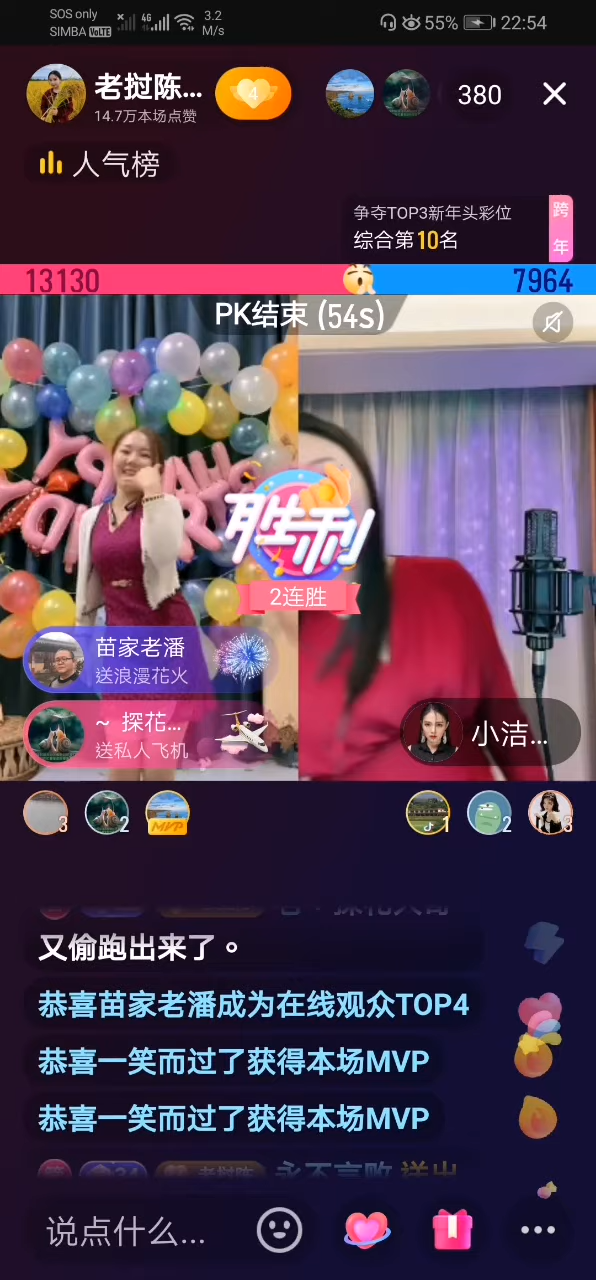 SOS only
SIMBA VoLTE
4G
3.2
M/s
55%
22:54
老挝陈...
14.7万本场点赞
4
380
人气榜
争夺TOP3新年头彩位
综合第10名
跨年
13130
7964
PK结束 (54s)
胜利
2连胜
苗家老潘
送浪漫花火
~ 探花...
送私人飞机
小洁...
3
2
MVP
1
2
3
又偷跑出来了。
恭喜苗家老潘成为在线观众TOP4
恭喜一笑而过了获得本场MVP
恭喜一笑而过了获得本场MVP
永不言败 送出
说点什么...